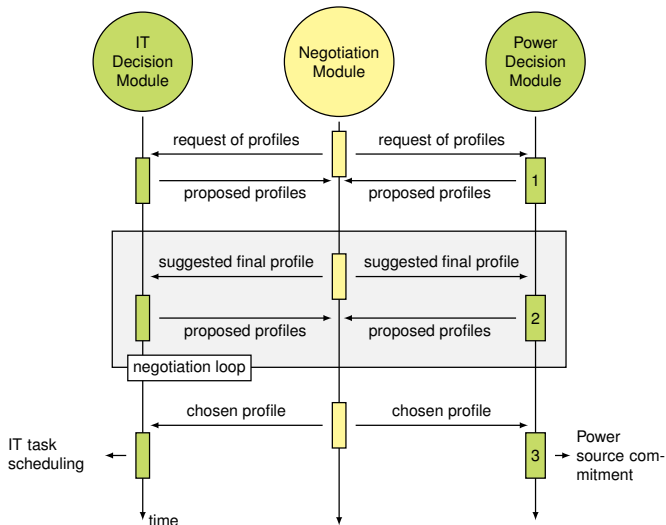 IT
Decision
Module
Negotiation
Module
Power
Decision
Module
request of profiles
request of profiles
proposed profiles
proposed profiles
1
suggested final profile
suggested final profile
proposed profiles
proposed profiles
2
negotiation loop
chosen profile
chosen profile
IT task
scheduling
3
Power
source com-
mitment
time